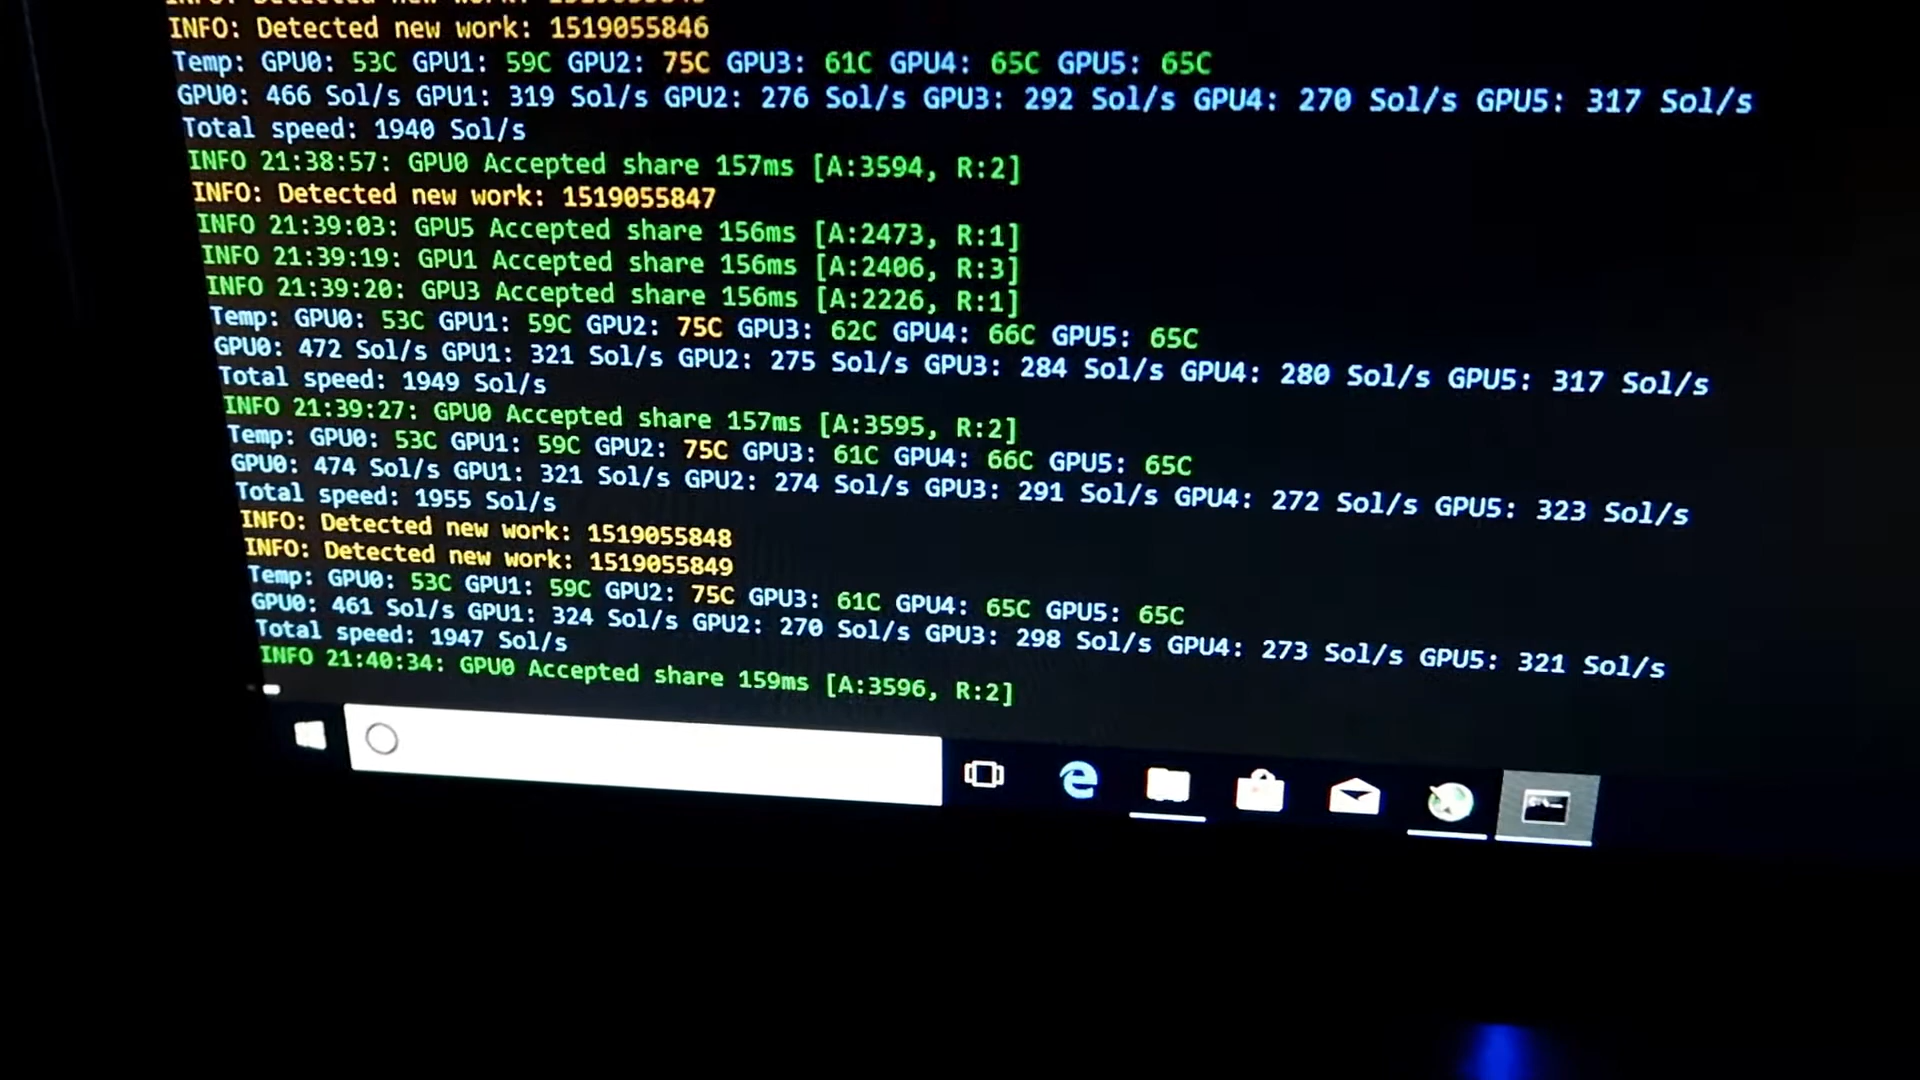 INFO: Detected new work:
INFO: Detected new work: 1519055846
Temp: GPU0: 53C GPU1: 59C GPU2: 75C GPU3: 61C GPU4: 65C GPU5: 65C
GPU0: 466 Sol/s GPU1: 319 Sol/s GPU2: 276 Sol/s GPU3: 292 Sol/s GPU4: 270 Sol/s GPU5: 317 Sol/s
Total speed: 1940 Sol/s
INFO 21:38:57: GPU0 Accepted share 157ms [A:3594, R:2]
INFO: Detected new work: 1519055847
INFO 21:39:03: GPU5 Accepted share 156ms [A:2473, R:1]
INFO 21:39:19: GPU1 Accepted share 156ms [A:2406, R:3]
INFO 21:39:20: GPU3 Accepted share 156ms [A:2226, R:1]
Temp: GPU0: 53C GPU1: 59C GPU2: 75C GPU3: 62C GPU4: 66C GPU5: 65C
GPU0: 472 Sol/s GPU1: 321 Sol/s GPU2: 275 Sol/s GPU3: 284 Sol/s GPU4: 280 Sol/s GPU5: 317 Sol/s
Total speed: 1949 Sol/s
INFO 21:39:27: GPU0 Accepted share 157ms [A:3595, R:2]
Temp: GPU0: 53C GPU1: 59C GPU2: 75C GPU3: 61C GPU4: 66C GPU5: 65C
GPU0: 474 Sol/s GPU1: 321 Sol/s GPU2: 274 Sol/s GPU3: 291 Sol/s GPU4: 272 Sol/s GPU5: 323 Sol/s
Total speed: 1955 Sol/s
INFO: Detected new work: 1519055848
INFO: Detected new work: 1519055849
Temp: GPU0: 53C GPU1: 59C GPU2: 75C GPU3: 61C GPU4: 65C GPU5: 65C
GPU0: 461 Sol/s GPU1: 324 Sol/s GPU2: 270 Sol/s GPU3: 298 Sol/s GPU4: 273 Sol/s GPU5: 321 Sol/s
Total speed: 1947 Sol/s
INFO 21:40:34: GPU0 Accepted share 159ms [A:3596, R:2]